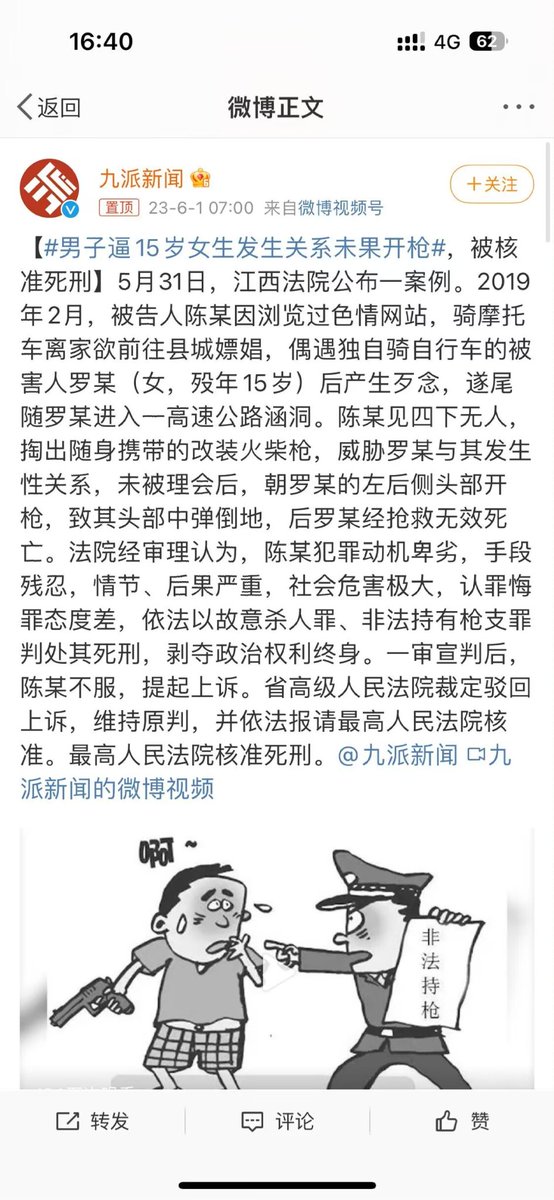 16:40
4G 62
返回
微博正文
九派新闻
+关注
置顶 23-6-1 07:00 来自微博视频号
【#男子逼15岁女生发生关系未果开枪#，被核
准死刑】5月31日，江西法院公布一案例。2019
年2月，被告人陈某因浏览过色情网站，骑摩托
车离家欲前往县城嫖娼，偶遇独自骑自行车的被
害人罗某（女，殁年15岁）后产生歹念，遂尾
随罗某进入一高速公路涵洞。陈某见四下无人，
掏出随身携带的改装火柴枪，威胁罗某与其发生
性关系，未被理会后，朝罗某的左后侧头部开
枪，致其头部中弹倒地，后罗某经抢救无效死
亡。法院经审理认为，陈某犯罪动机卑劣，手段
残忍，情节、后果严重，社会危害极大，认罪悔
罪态度差，依法以故意杀人罪、非法持有枪支罪
判处其死刑，剥夺政治权利终身。一审宣判后，
陈某不服，提起上诉。省高级人民法院裁定驳回
上诉，维持原判，并依法报请最高人民法院核
准。最高人民法院核准死刑。@九派新闻 九
派新闻的微博视频
啊~
非法持枪
转发
评论
赞